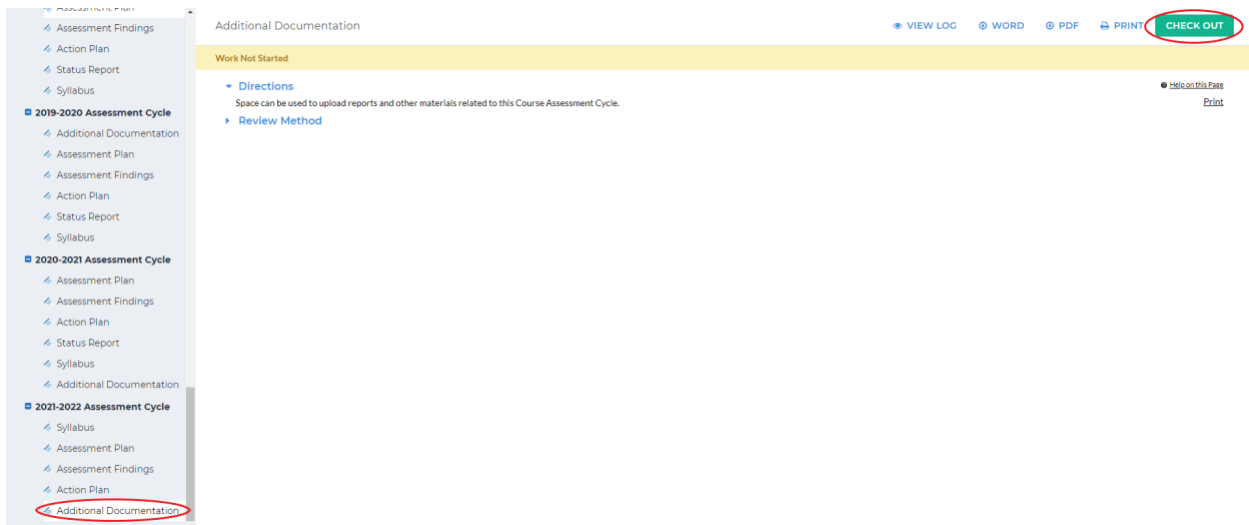 Assessment Plan
Assessment Findings
Action Plan
Status Report
Syllabus
2019-2020 Assessment Cycle
Additional Documentation
Assessment Plan
Assessment Findings
Action Plan
Status Report
Syllabus
2020-2021 Assessment Cycle
Assessment Plan
Assessment Findings
Action Plan
Status Report
Syllabus
Additional Documentation
2021-2022 Assessment Cycle
Syllabus
Assessment Plan
Assessment Findings
Action Plan
Additional Documentation
Additional Documentation
VIEW LOG WORD PDF PRINT CHECK OUT
Work Not Started
Directions
Help on this Page
Space can be used to upload reports and other materials related to this Course Assessment Cycle.
Print
Review Method